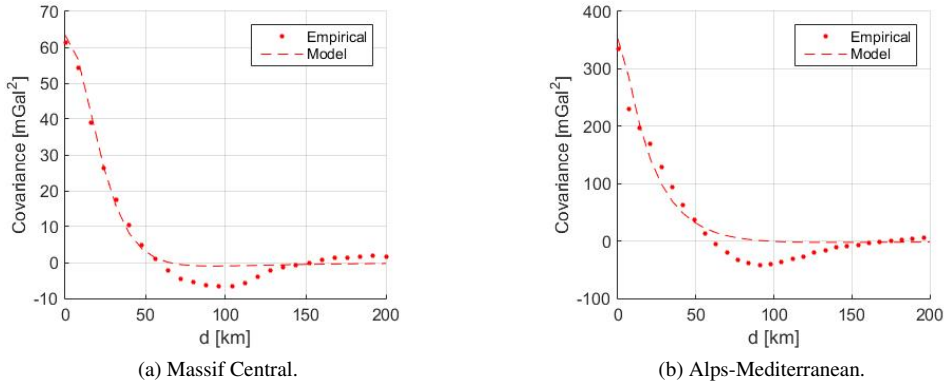 70
60
50
40
30
20
10
0
-10
Covariance [mGal²]
Empirical
Model
0 50 100 150 200
d [km]
(a) Massif Central.
400
300
200
100
0
-100
Covariance [mGal²]
Empirical
Model
0 50 100 150 200
d [km]
(b) Alps-Mediterranean.